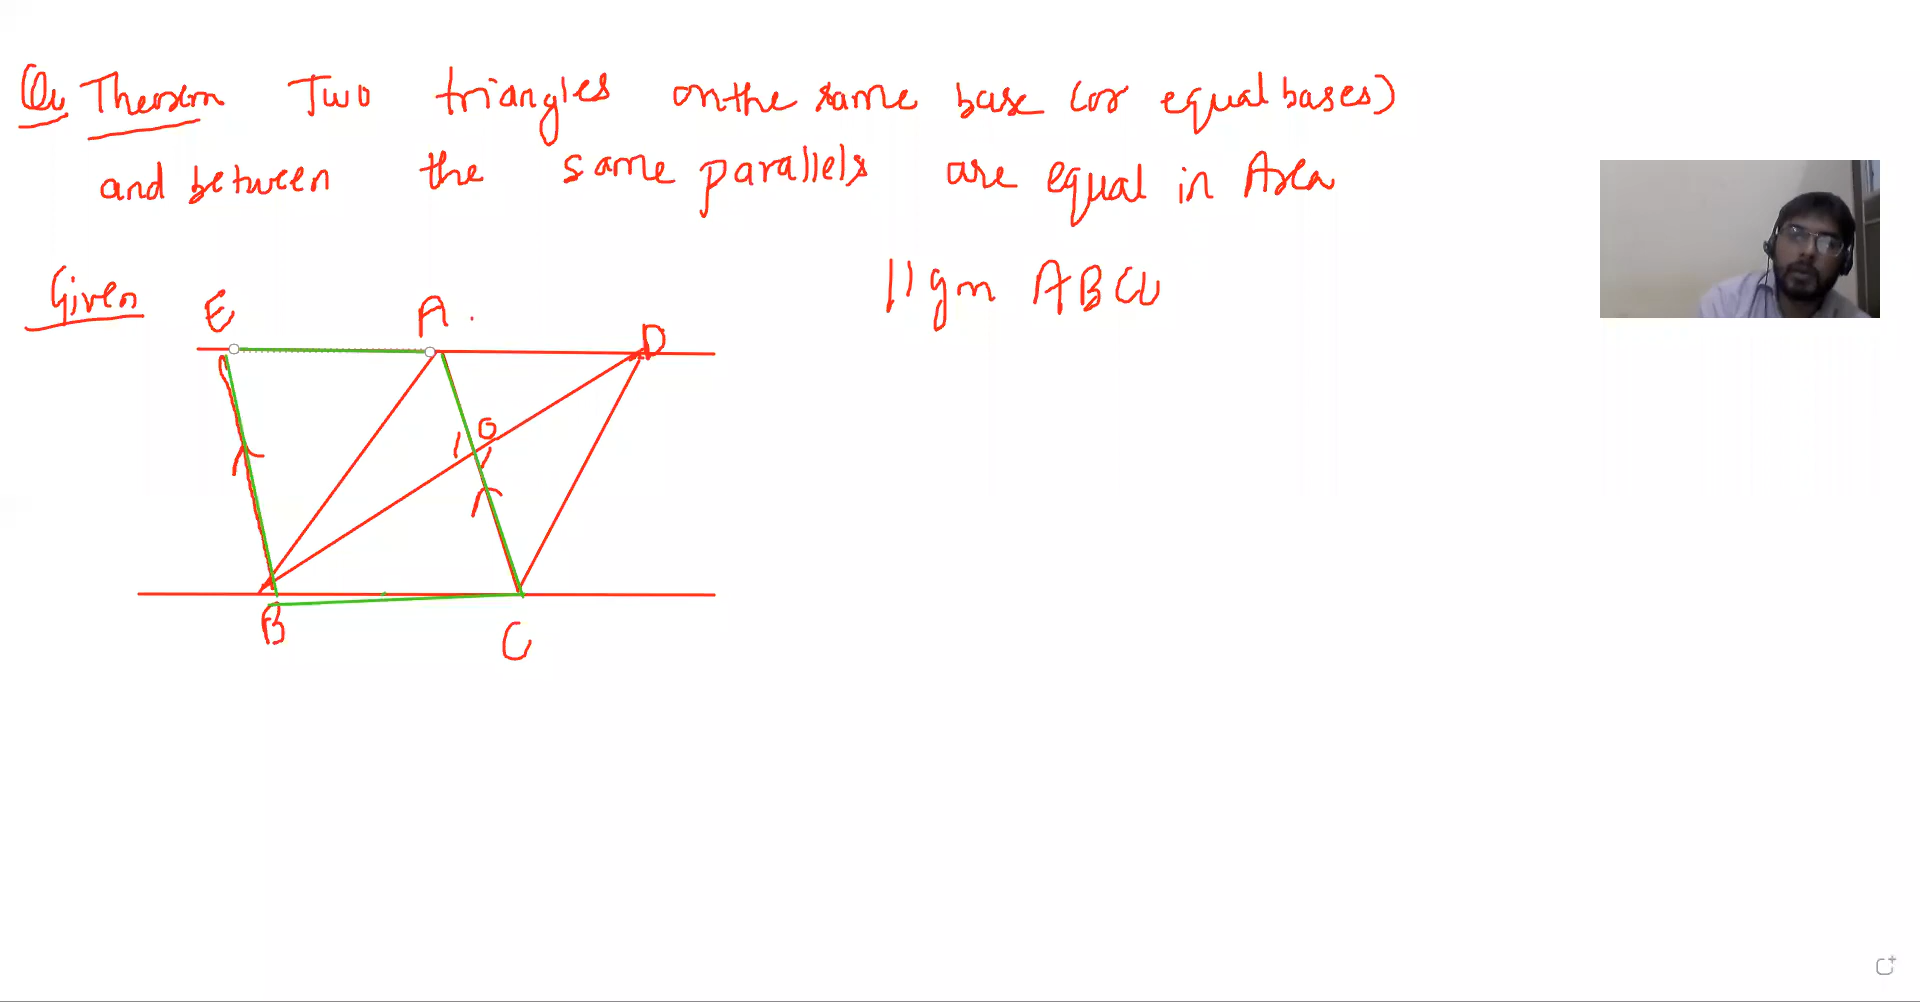 Qu Theorem Two triangles on the same base (or equal bases)
and between the same parallels are equal in Area
Given
||gm ABCD
E A D
O
B C